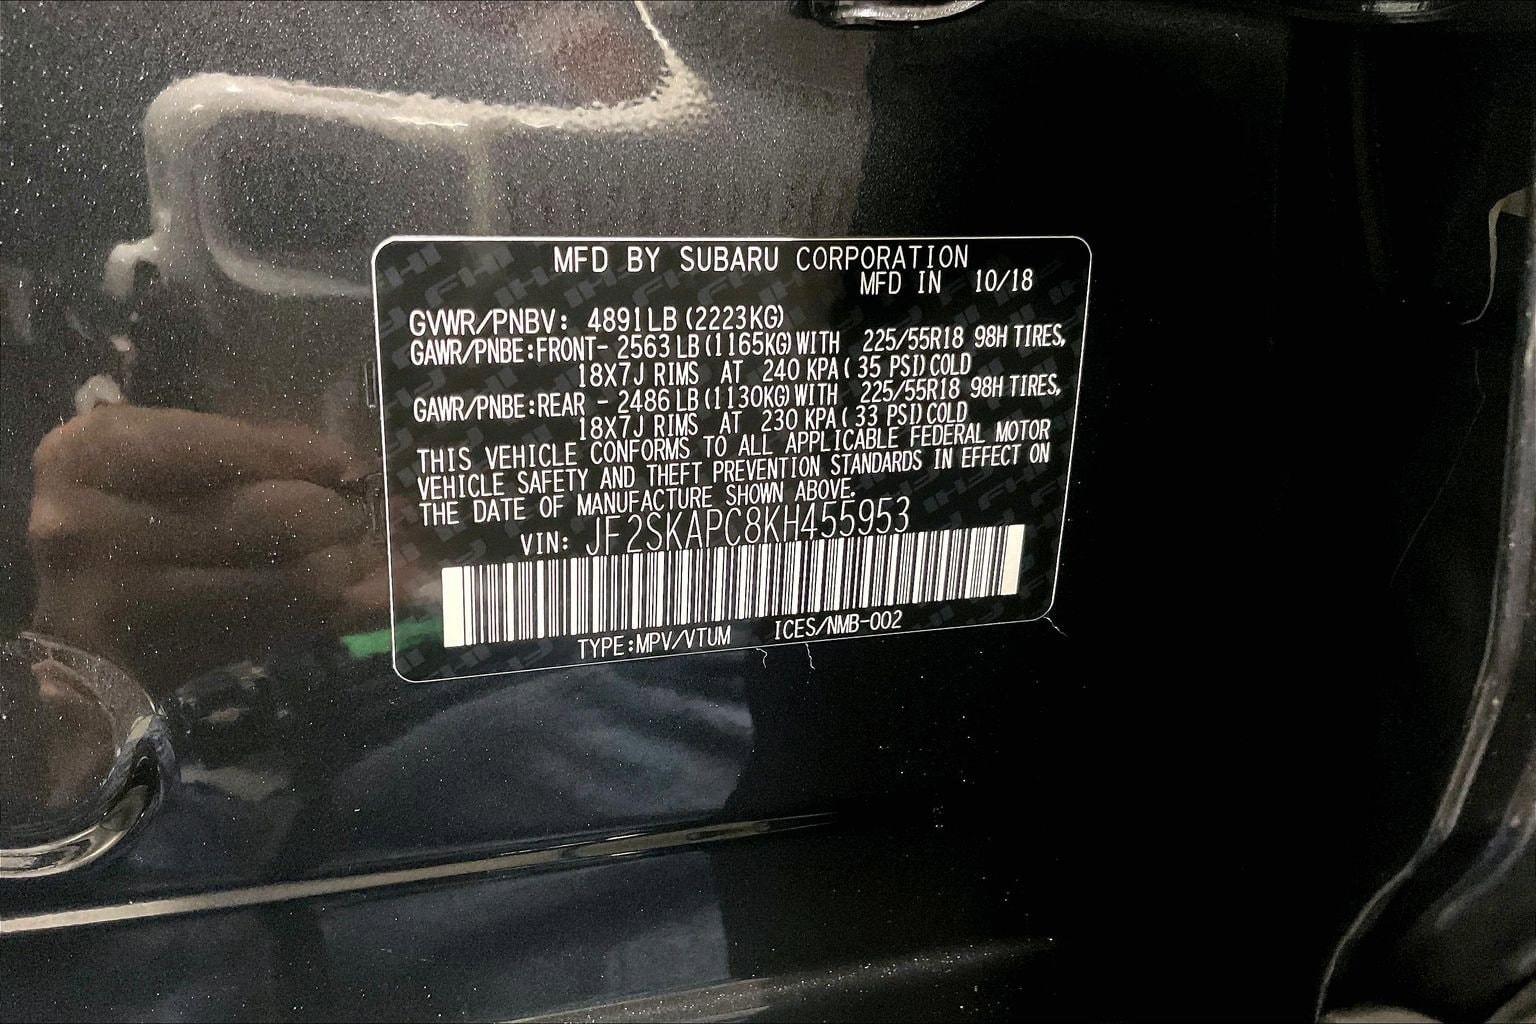 MFD BY SUBARU CORPORATION
MFD IN 10/18
GVWR/PNBV: 4891LB (2223KG)
GAWR/PNBE:FRONT- 2563 LB (1165KG) WITH 225/55R18 98H TIRES,
18X7J RIMS AT 240 KPA ( 35 PSI) COLD
GAWR/PNBE:REAR - 2486 LB (1130KG) WITH 225/55R18 98H TIRES,
18X7J RIMS AT 230 KPA ( 33 PSI) COLD
THIS VEHICLE CONFORMS TO ALL APPLICABLE FEDERAL MOTOR
VEHICLE SAFETY AND THEFT PREVENTION STANDARDS IN EFFECT ON
THE DATE OF MANUFACTURE SHOWN ABOVE.
VIN: JF2SKAPC8KH455953
TYPE:MPV/VTUM ICES/NMB-002